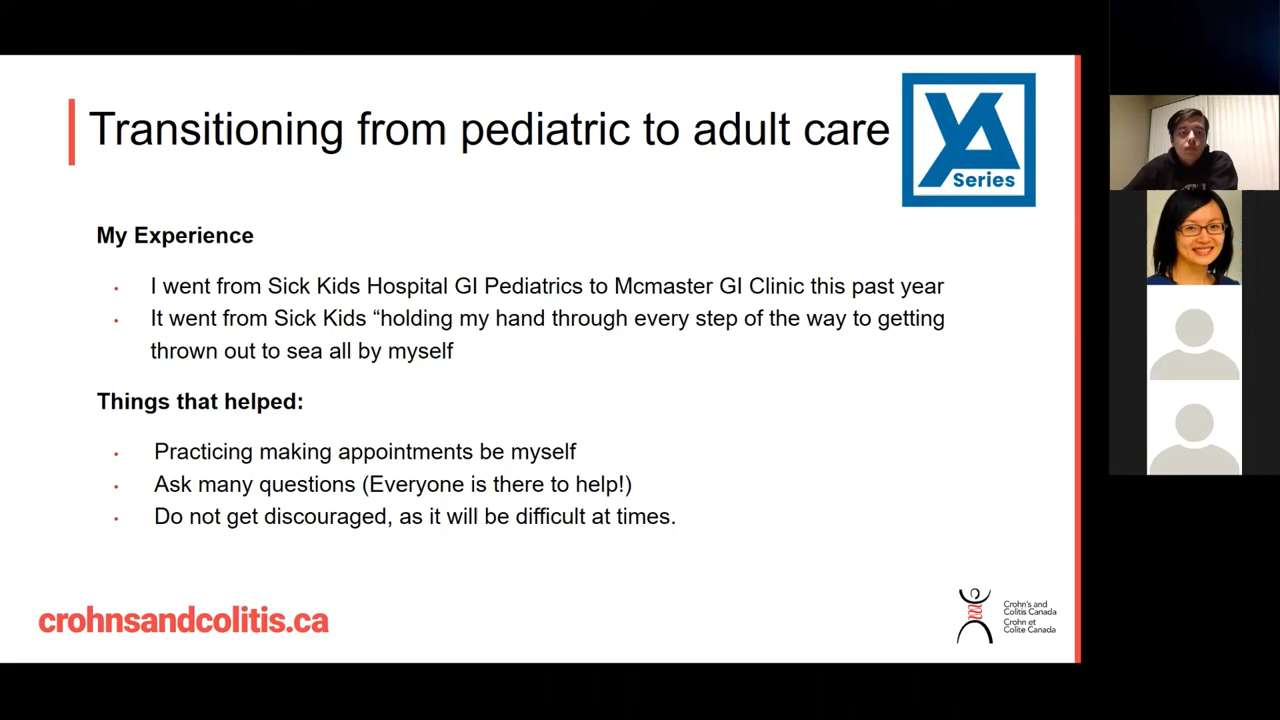 Transitioning from pediatric to adult care
YA
Series
My Experience
• I went from Sick Kids Hospital GI Pediatrics to Mcmaster GI Clinic this past year
• It went from Sick Kids “holding my hand through every step of the way to getting
thrown out to sea all by myself
Things that helped:
• Practicing making appointments be myself
• Ask many questions (Everyone is there to help!)
• Do not get discouraged, as it will be difficult at times.
crohnsandcolitis.ca
Crohn's and
Colitis Canada
Crohn et
Colite Canada